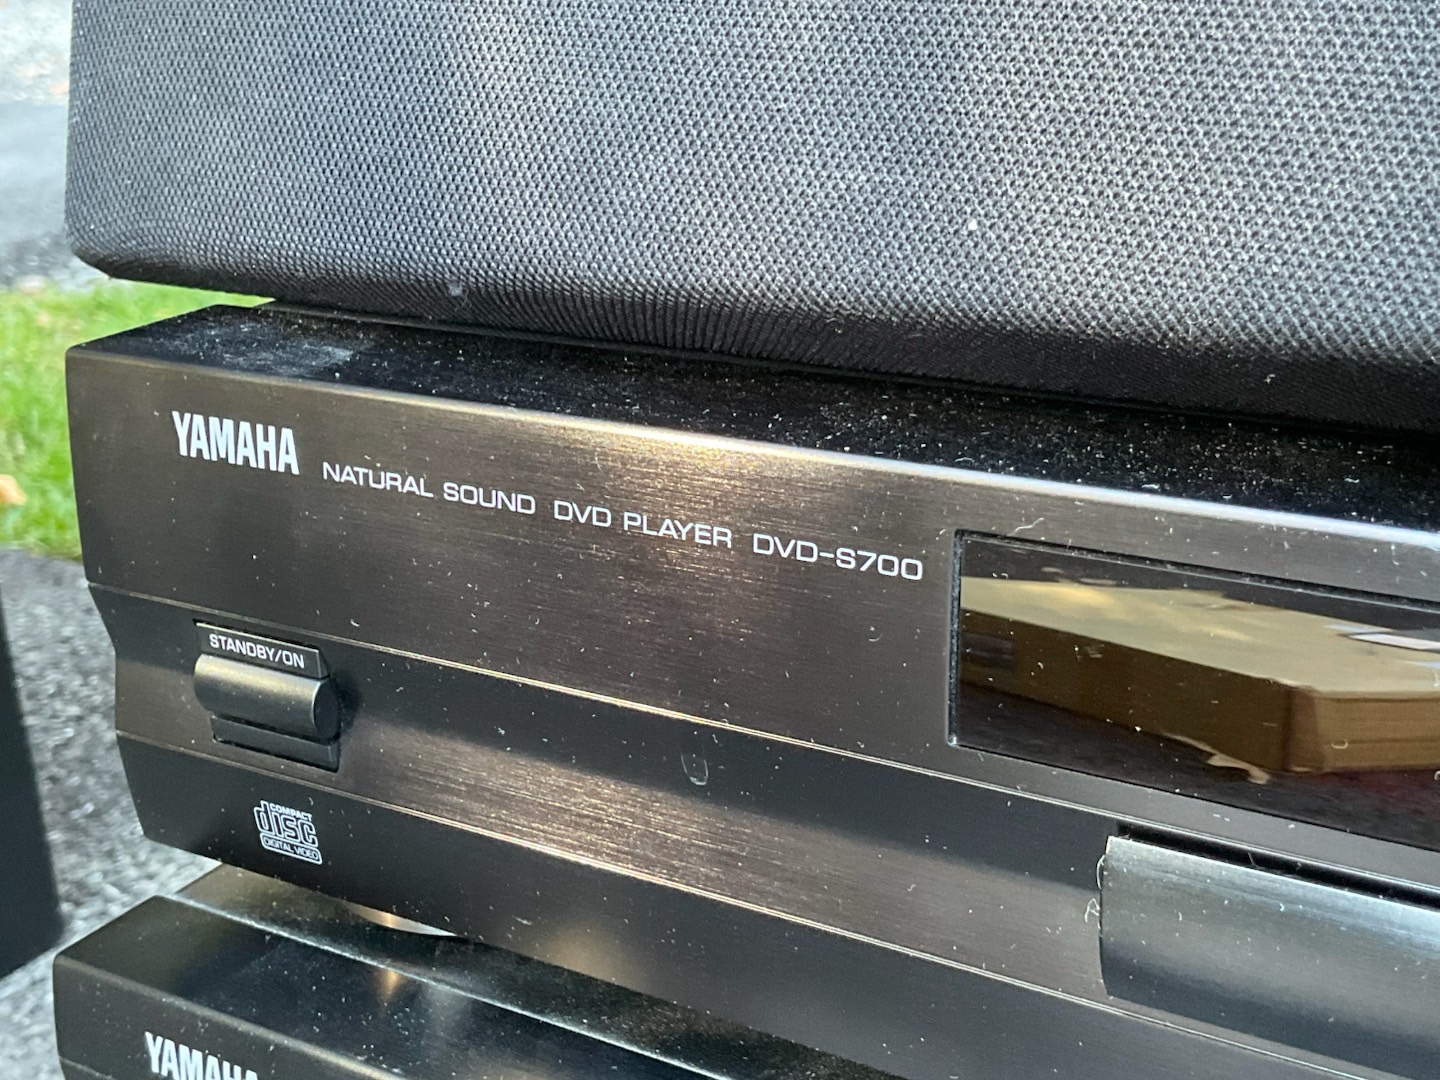 YAMAHA NATURAL SOUND DVD PLAYER DVD-S700
STANDBY/ON
COMPACT
disc
DIGITAL VIDEO
YAMAHA